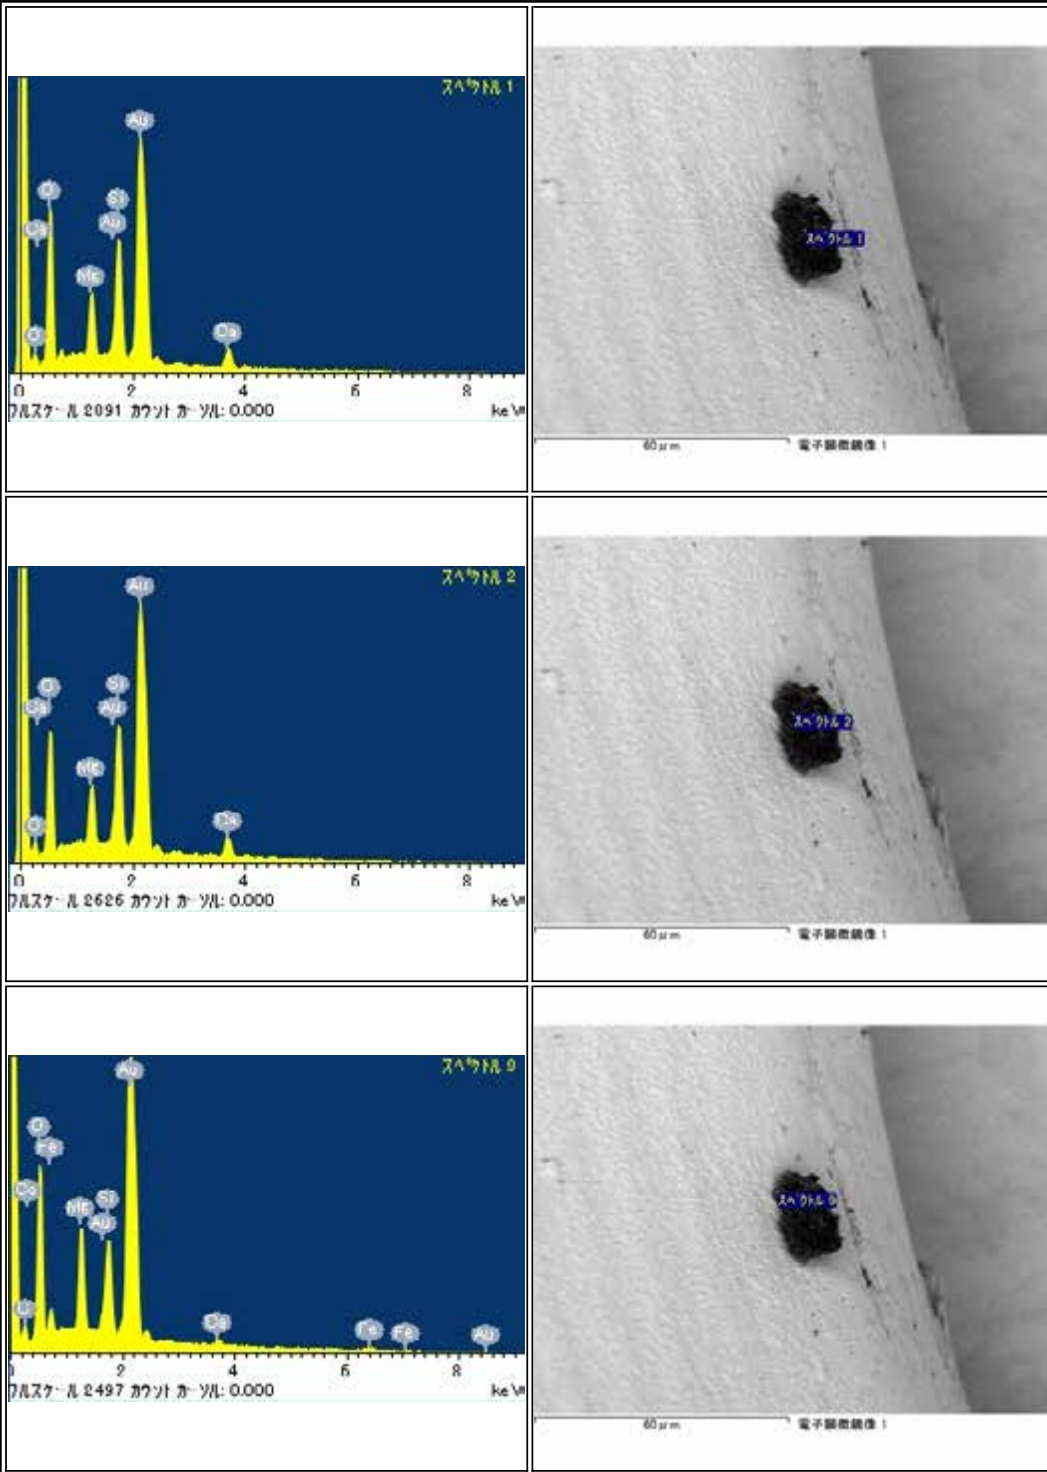 スペクトル 1
Au
Si
O
Au
Ca
Mg
C
Ca
0 2 4 6 8
フルスケール 2091 カウント カーソル: 0.000 keV
スペクトル 1
60μm 電子顕微鏡像 1
スペクトル 2
Au
Si
O
Au
Ca
Mg
Ca
C
0 2 4 6 8
フルスケール 2626 カウント カーソル: 0.000 keV
スペクトル 2
60μm 電子顕微鏡像 1
スペクトル 9
Au
O
Fe
Si
Ca
Mg
Au
C
Ca
Fe
Fe
Au
0 2 4 6 8
フルスケール 2497 カウント カーソル: 0.000 keV
スペクトル 9
60μm 電子顕微鏡像 1